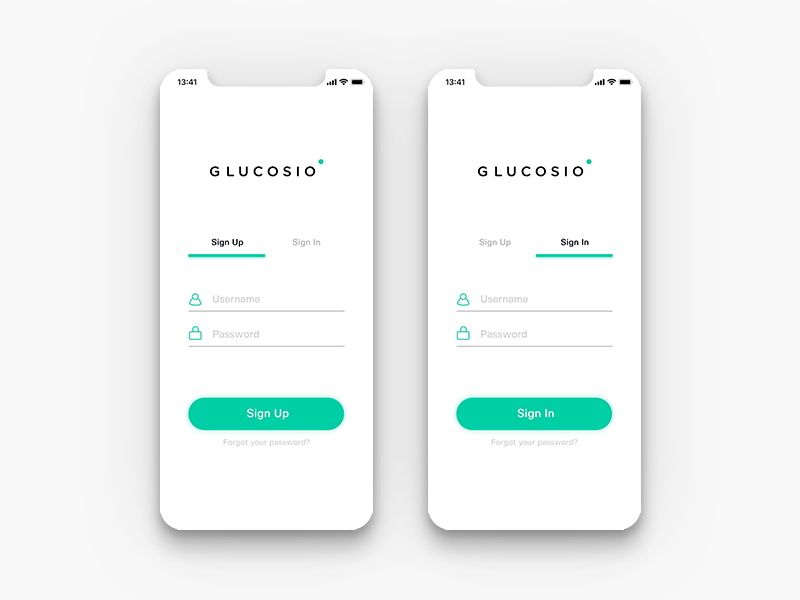 13:41
GLUCOSIO
Sign Up Sign In
Username
Password
Sign Up
Forgot your password?
13:41
GLUCOSIO
Sign Up Sign In
Username
Password
Sign In
Forgot your password?